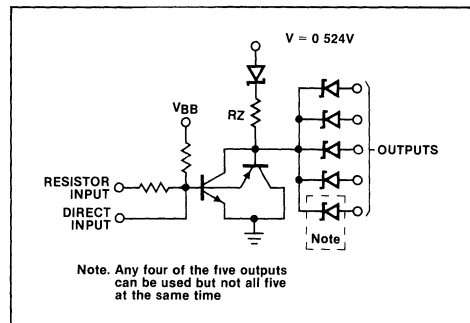 V = 0 524V
VBB
RZ
RESISTOR
INPUT
DIRECT
INPUT
OUTPUTS
Note
Note. Any four of the five outputs
can be used but not all five
at the same time